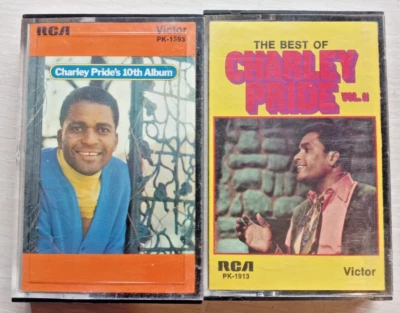 RCA
Victor
PK-1593
Charley Pride's 10th Album
THE BEST OF
CHARLEY
PRIDE
VOL. II
RCA
PK-1913
Victor